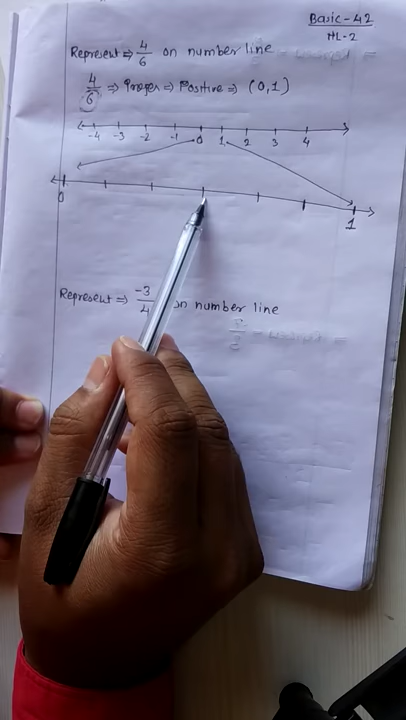 Basic-42
NL-2
Represent ⇒ 4/6 on number line
4/6 ⇒ Proper ⇒ Positive ⇒ (0,1)
-4 -3 -2 -1 0 1 2 3 4
0 1
Represent ⇒ -3/4 on number line